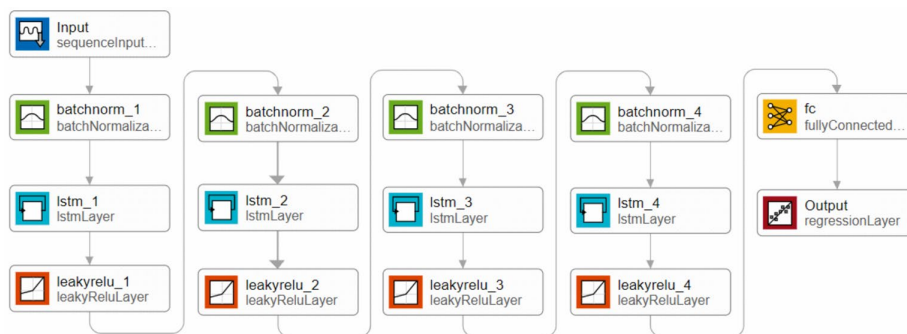 Input
sequenceInput...
batchnorm_1
batchNormaliza...
lstm_1
lstmLayer
leakyrelu_1
leakyReluLayer
batchnorm_2
batchNormaliza...
lstm_2
lstmLayer
leakyrelu_2
leakyReluLayer
batchnorm_3
batchNormaliza...
lstm_3
lstmLayer
leakyrelu_3
leakyReluLayer
batchnorm_4
batchNormaliza...
lstm_4
lstmLayer
leakyrelu_4
leakyReluLayer
fc
fullyConnected...
Output
regressionLayer